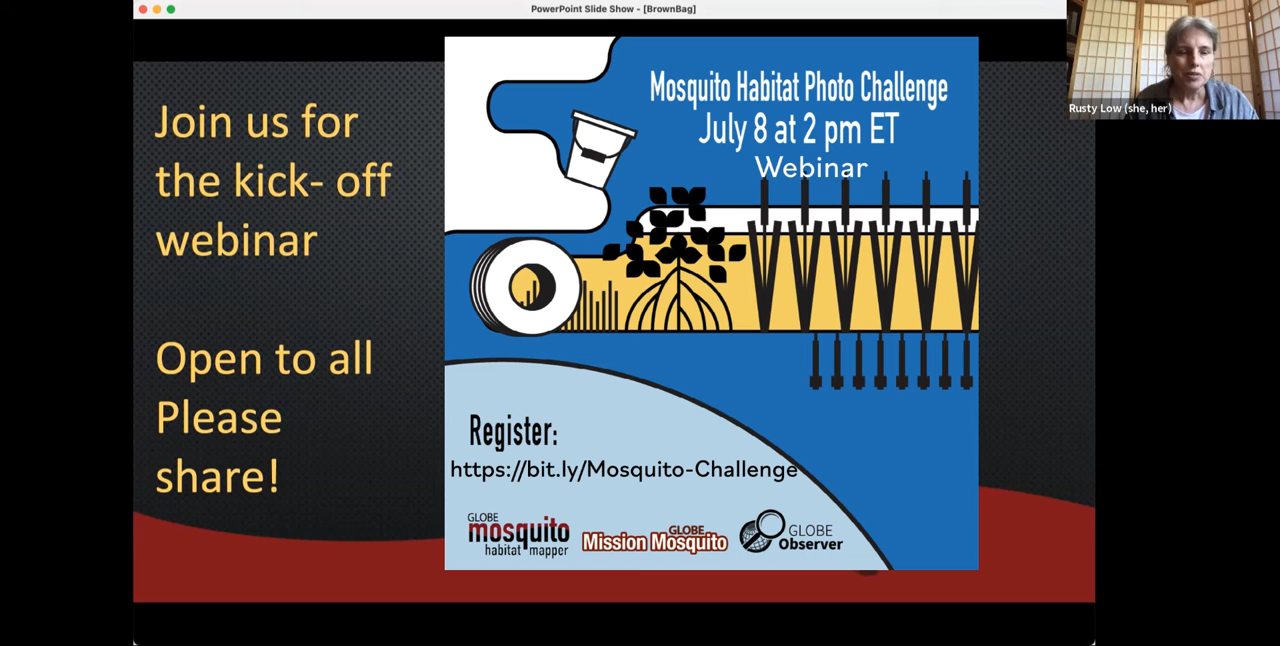 PowerPoint Slide Show - [BrownBag]
Rusty Low (she, her)
Join us for
the kick- off
webinar
Open to all
Please
share!
Mosquito Habitat Photo Challenge
July 8 at 2 pm ET
Webinar
Register:
https://bit.ly/Mosquito-Challenge
GLOBE
mosquito
habitat mapper
GLOBE
Mission Mosquito
GLOBE
Observer